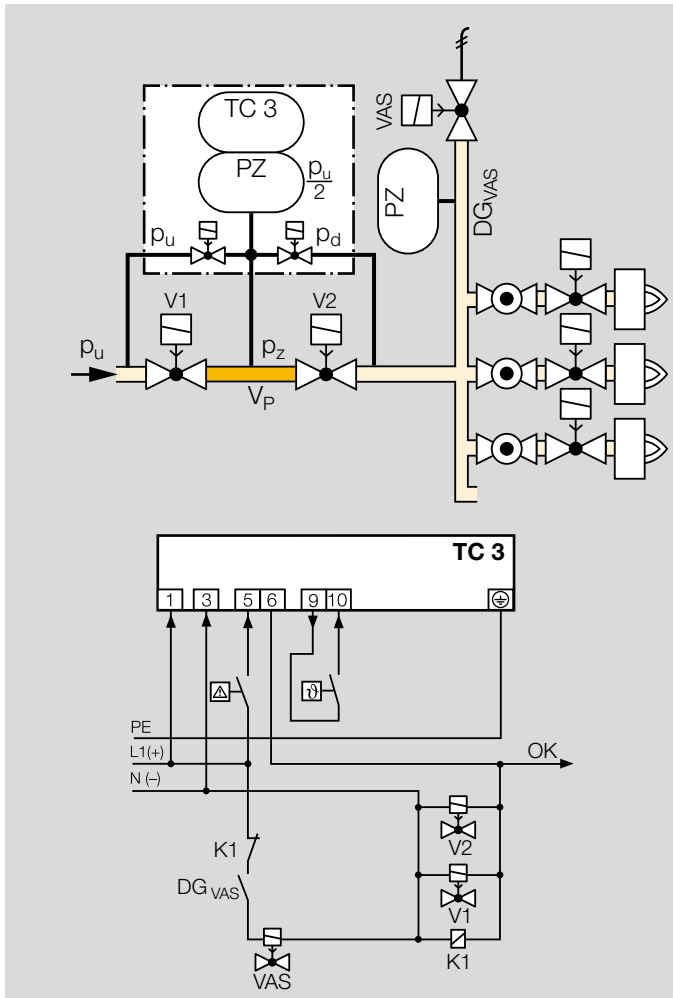 TC 3
VAS
PZ
p_u
2
PZ
p_u
p_d
DG_VAS
V1
V2
p_u
p_z
V_P
TC 3
1 3 5 6 9 10
ϑ
PE
L1(+)
OK
N (–)
V2
K1
DG VAS
V1
K1
VAS